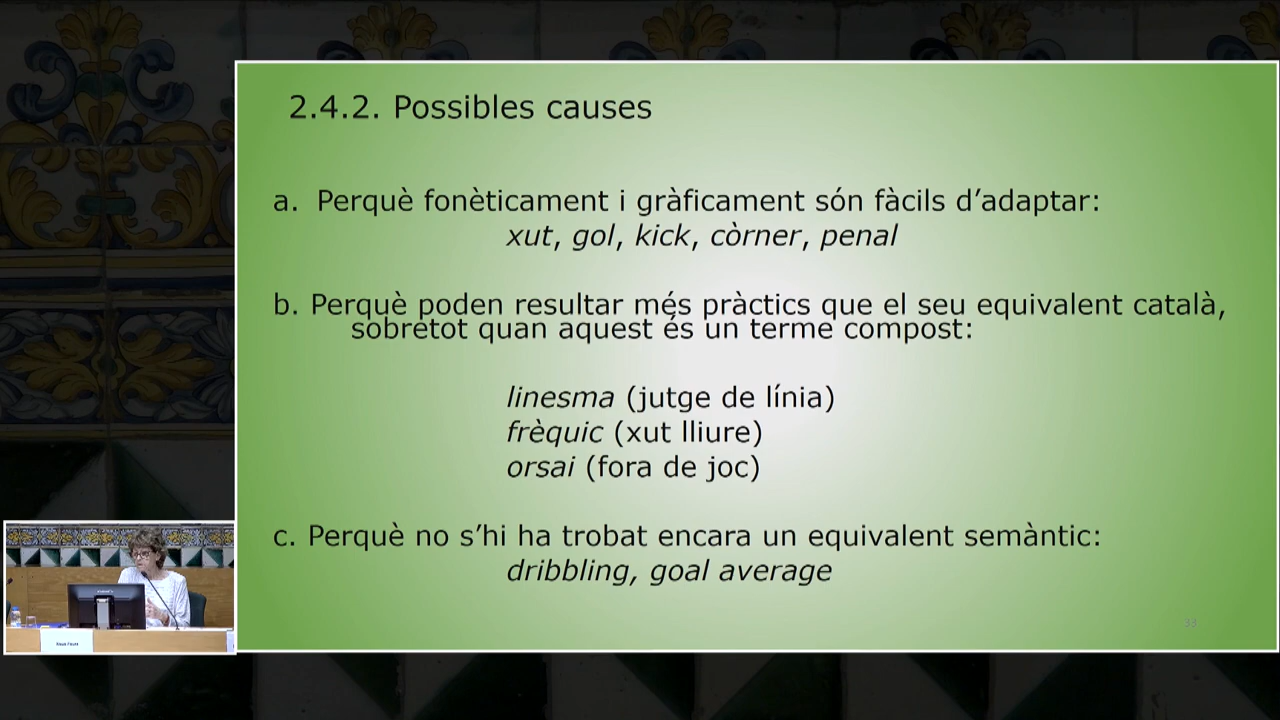 2.4.2. Possibles causes
a. Perquè fonèticament i gràficament són fàcils d’adaptar:
xut, gol, kick, còrner, penal
b. Perquè poden resultar més pràctics que el seu equivalent català,
sobretot quan aquest és un terme compost:
linesma (jutge de línia)
frèquic (xut lliure)
orsai (fora de joc)
c. Perquè no s’hi ha trobat encara un equivalent semàntic:
dribbling, goal average
33